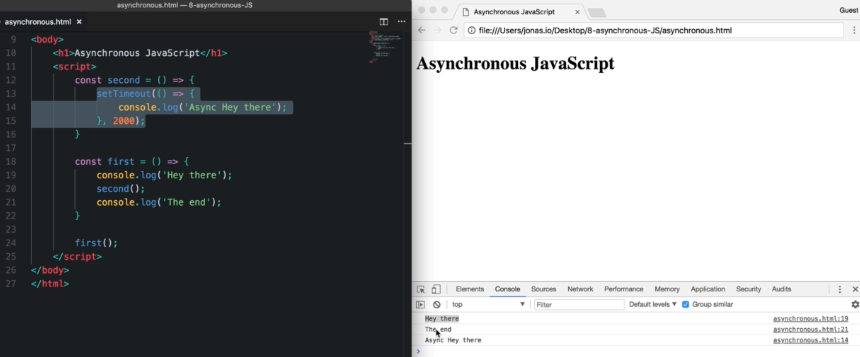 asynchronous.html — 8-asynchronous-JS
asynchronous.html ×
9 <body>
10 <h1>Asynchronous JavaScript</h1>
11 <script>
12 const second = () => {
13 setTimeout(() => {
14 console.log('Async Hey there');
15 }, 2000);
16 }
17
18 const first = () => {
19 console.log('Hey there');
20 second();
21 console.log('The end');
22 }
23
24 first();
25 </script>
26 </body>
27 </html>
Asynchronous JavaScript ×
Guest
file:///Users/jonas.io/Desktop/8-asynchronous-JS/asynchronous.html
Asynchronous JavaScript
Elements Console Sources Network Performance Memory Application Security Audits
top Filter Default levels ▼ Group similar
Hey there asynchronous.html:19
The end asynchronous.html:21
Async Hey there asynchronous.html:14